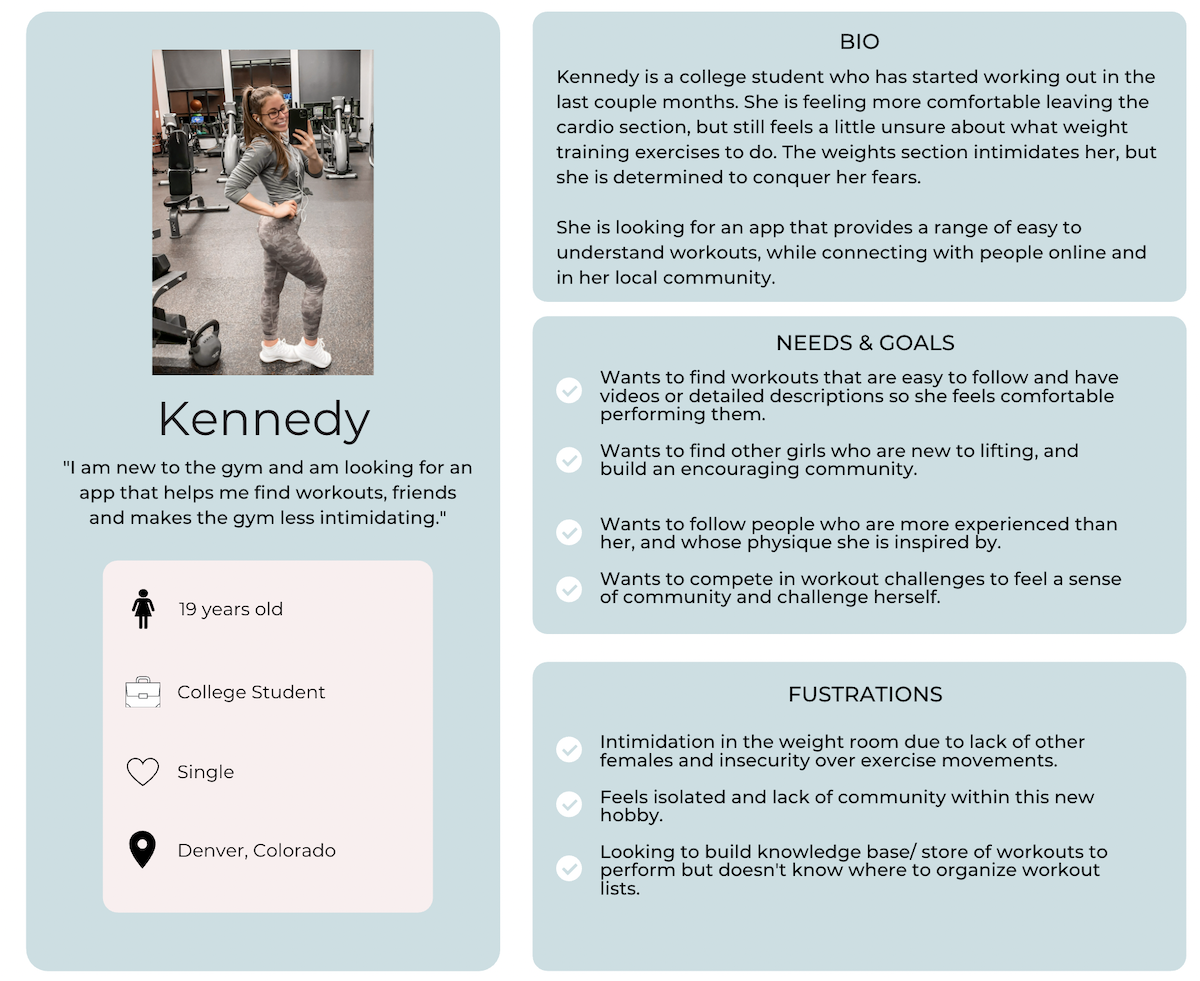 Kennedy
"I am new to the gym and am looking for an
app that helps me find workouts, friends
and makes the gym less intimidating."
19 years old
College Student
Single
Denver, Colorado
BIO
Kennedy is a college student who has started working out in the
last couple months. She is feeling more comfortable leaving the
cardio section, but still feels a little unsure about what weight
training exercises to do. The weights section intimidates her, but
she is determined to conquer her fears.
She is looking for an app that provides a range of easy to
understand workouts, while connecting with people online and
in her local community.
NEEDS & GOALS
Wants to find workouts that are easy to follow and have
videos or detailed descriptions so she feels comfortable
performing them.
Wants to find other girls who are new to lifting, and
build an encouraging community.
Wants to follow people who are more experienced than
her, and whose physique she is inspired by.
Wants to compete in workout challenges to feel a sense
of community and challenge herself.
FUSTRATIONS
Intimidation in the weight room due to lack of other
females and insecurity over exercise movements.
Feels isolated and lack of community within this new
hobby.
Looking to build knowledge base/ store of workouts to
perform but doesn't know where to organize workout
lists.